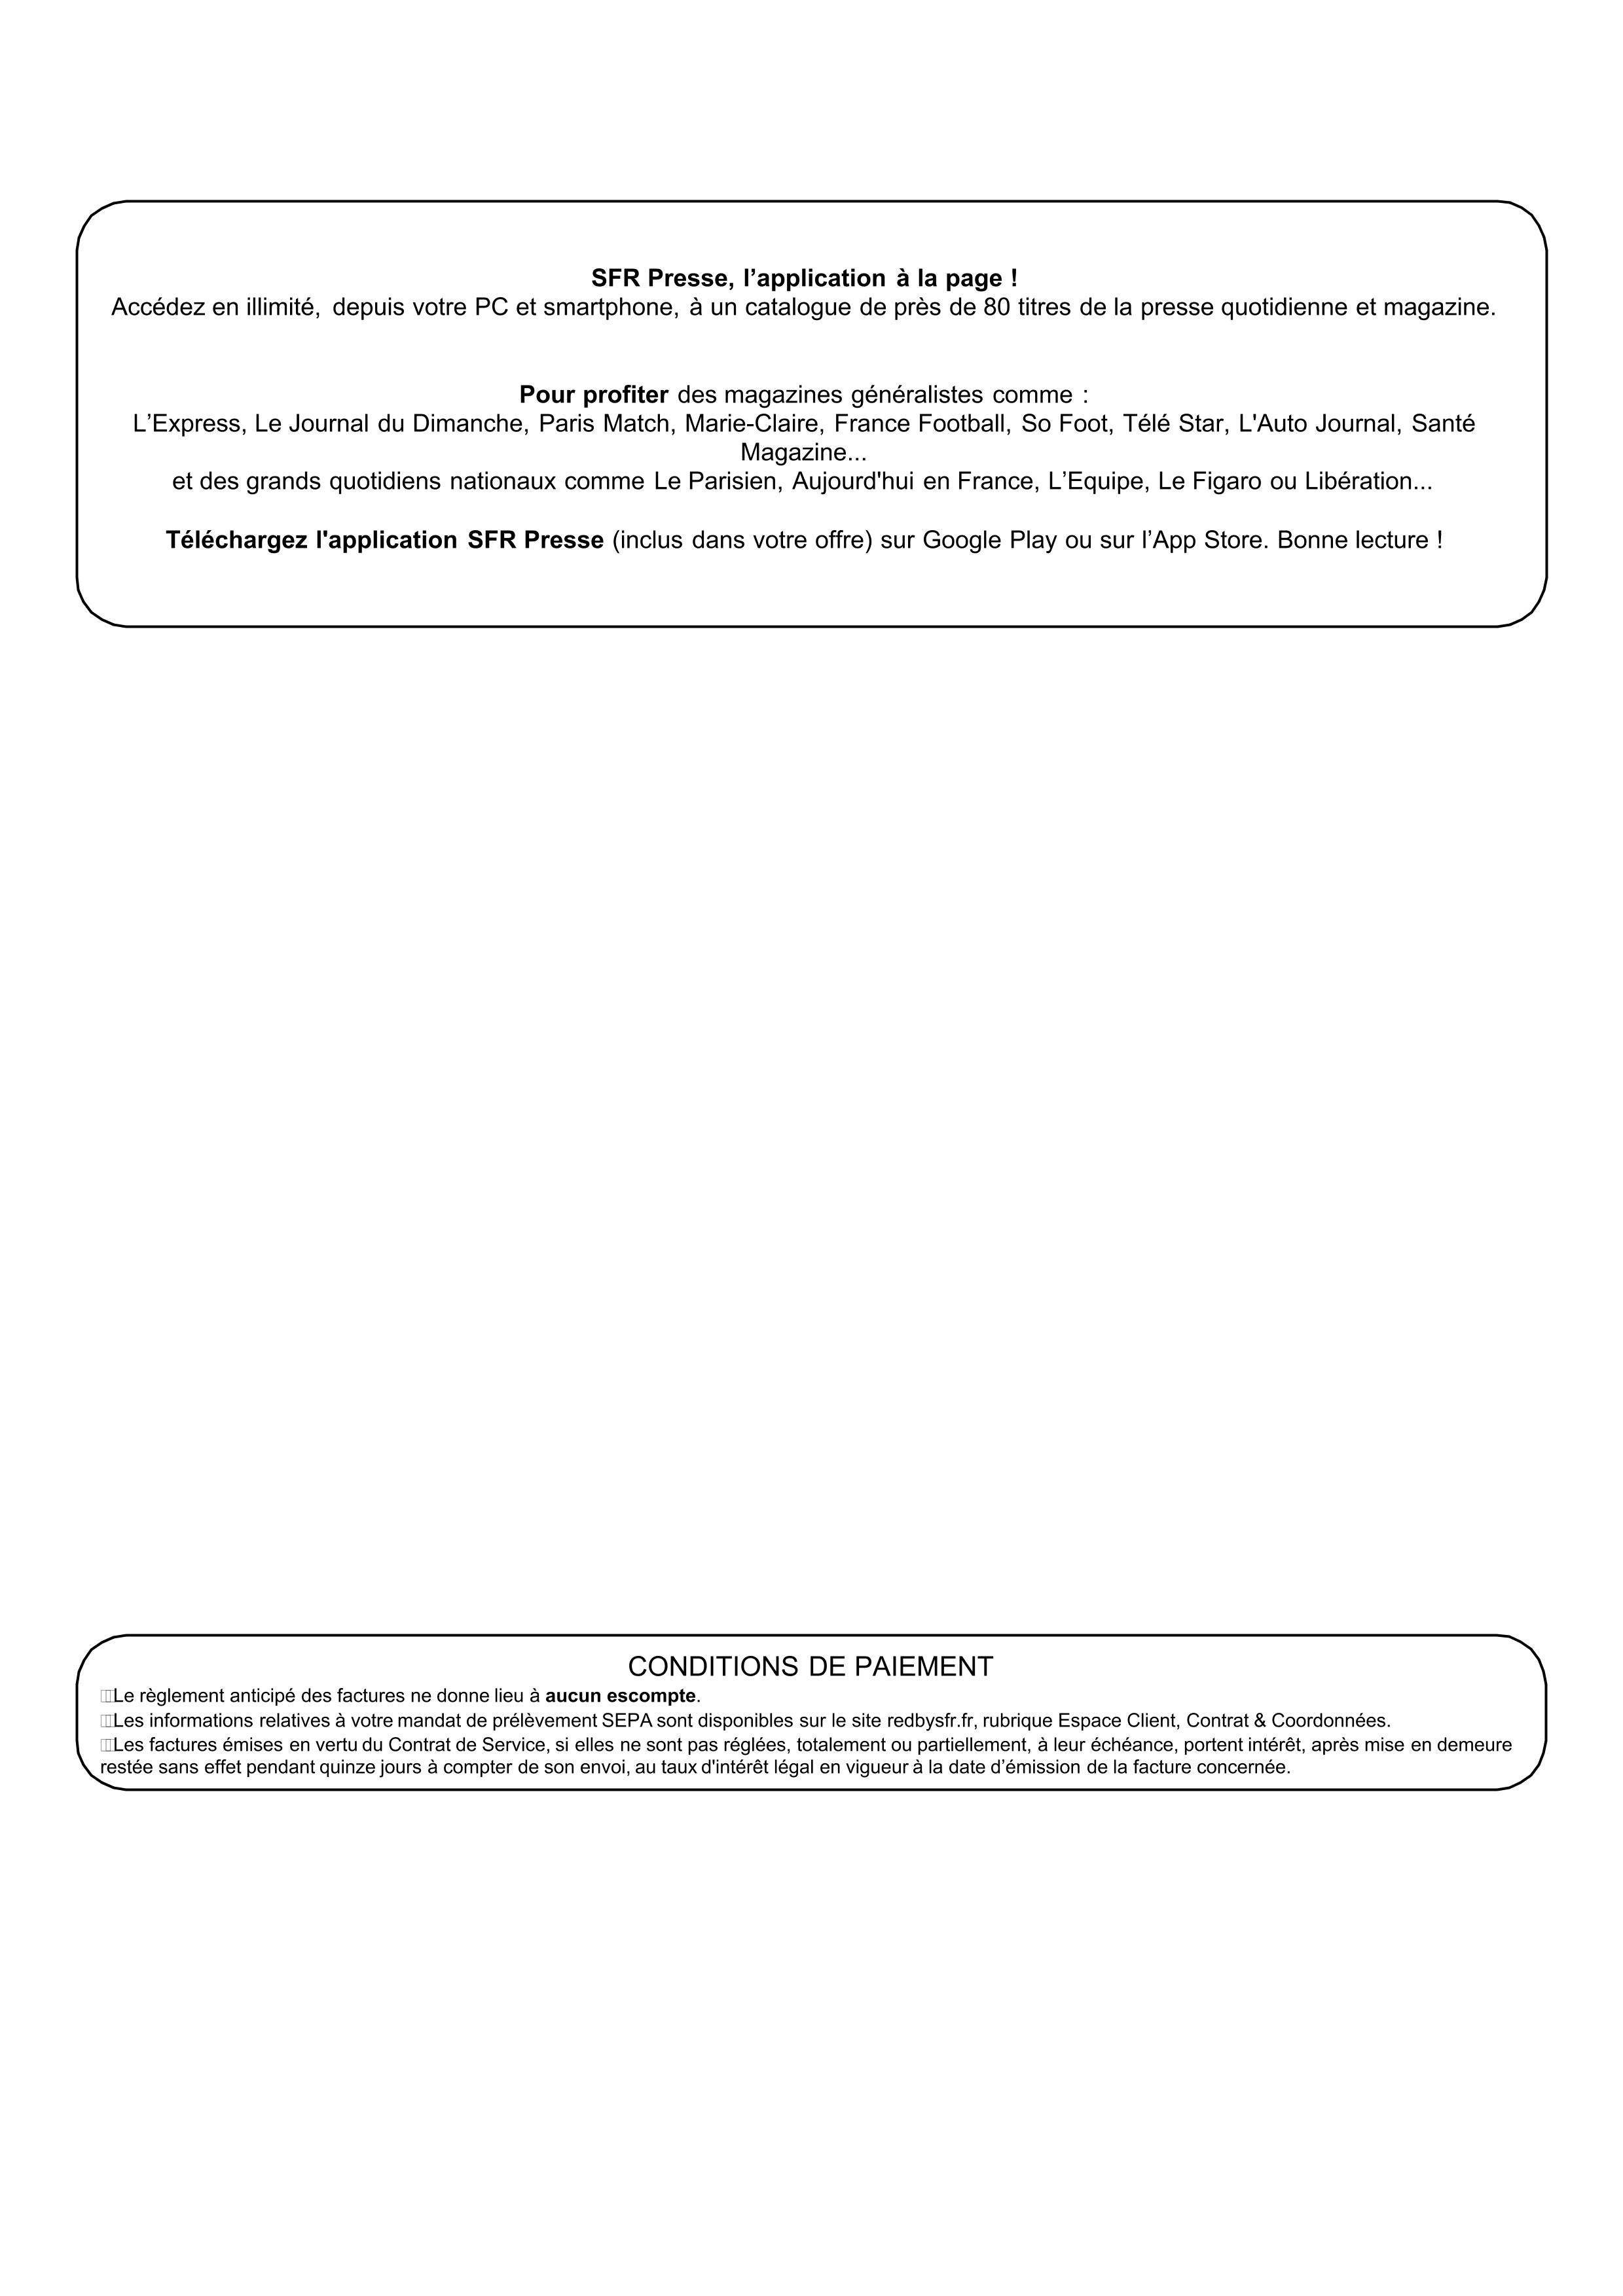 SFR Presse, l’application à la page !
Accédez en illimité, depuis votre PC et smartphone, à un catalogue de près de 80 titres de la presse quotidienne et magazine.
Pour profiter des magazines généralistes comme :
L’Express, Le Journal du Dimanche, Paris Match, Marie-Claire, France Football, So Foot, Télé Star, L'Auto Journal, Santé
Magazine...
et des grands quotidiens nationaux comme Le Parisien, Aujourd'hui en France, L’Equipe, Le Figaro ou Libération...
Téléchargez l'application SFR Presse (inclus dans votre offre) sur Google Play ou sur l’App Store. Bonne lecture !
CONDITIONS DE PAIEMENT
Le règlement anticipé des factures ne donne lieu à aucun escompte.
Les informations relatives à votre mandat de prélèvement SEPA sont disponibles sur le site redbysfr.fr, rubrique Espace Client, Contrat & Coordonnées.
Les factures émises en vertu du Contrat de Service, si elles ne sont pas réglées, totalement ou partiellement, à leur échéance, portent intérêt, après mise en demeure
restée sans effet pendant quinze jours à compter de son envoi, au taux d'intérêt légal en vigueur à la date d’émission de la facture concernée.